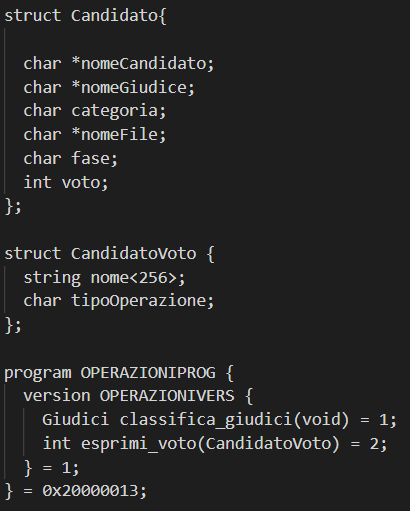 struct Candidato{
char *nomeCandidato;
char *nomeGiudice;
char categoria;
char *nomeFile;
char fase;
int voto;
};
struct CandidatoVoto {
string nome<256>;
char tipoOperazione;
};
program OPERAZIONIPROG {
version OPERAZIONIVERS {
Giudici classifica_giudici(void) = 1;
int esprimi_voto(CandidatoVoto) = 2;
} = 1;
} = 0x20000013;